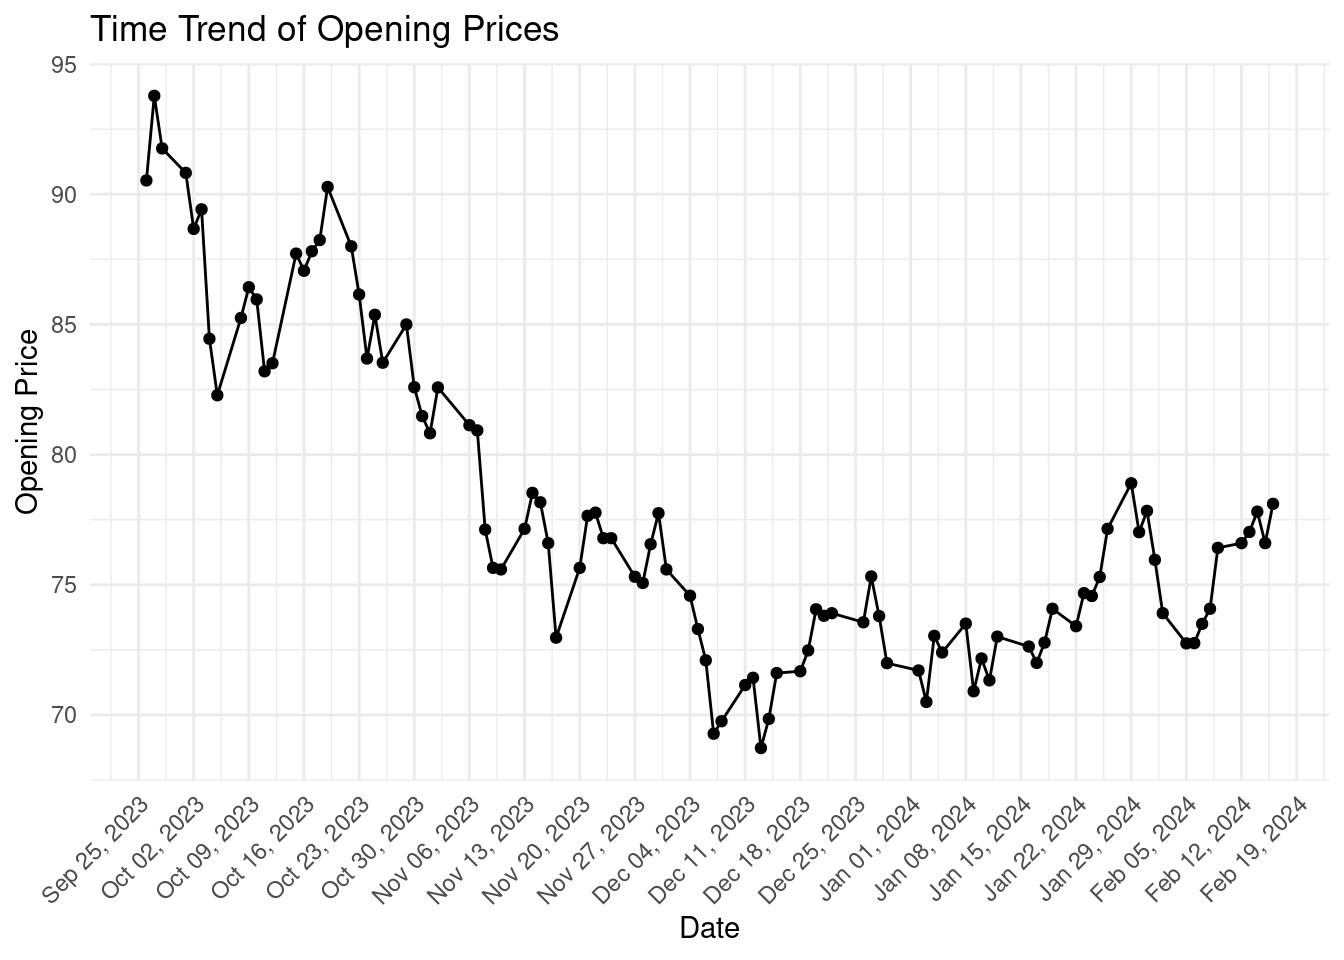 Time Trend of Opening Prices
95
90
85
80
75
70
Opening Price
Sep 25, 2023
Oct 02, 2023
Oct 09, 2023
Oct 16, 2023
Oct 23, 2023
Oct 30, 2023
Nov 06, 2023
Nov 13, 2023
Nov 20, 2023
Nov 27, 2023
Dec 04, 2023
Dec 11, 2023
Dec 18, 2023
Dec 25, 2023
Jan 01, 2024
Jan 08, 2024
Jan 15, 2024
Jan 22, 2024
Jan 29, 2024
Feb 05, 2024
Feb 12, 2024
Feb 19, 2024
Date